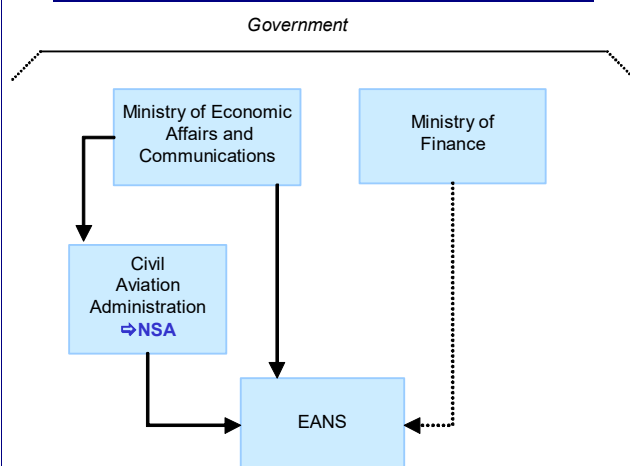 Government
Ministry of Economic
Affairs and
Communications
Ministry of
Finance
Civil
Aviation
Administration
⇨NSA
EANS